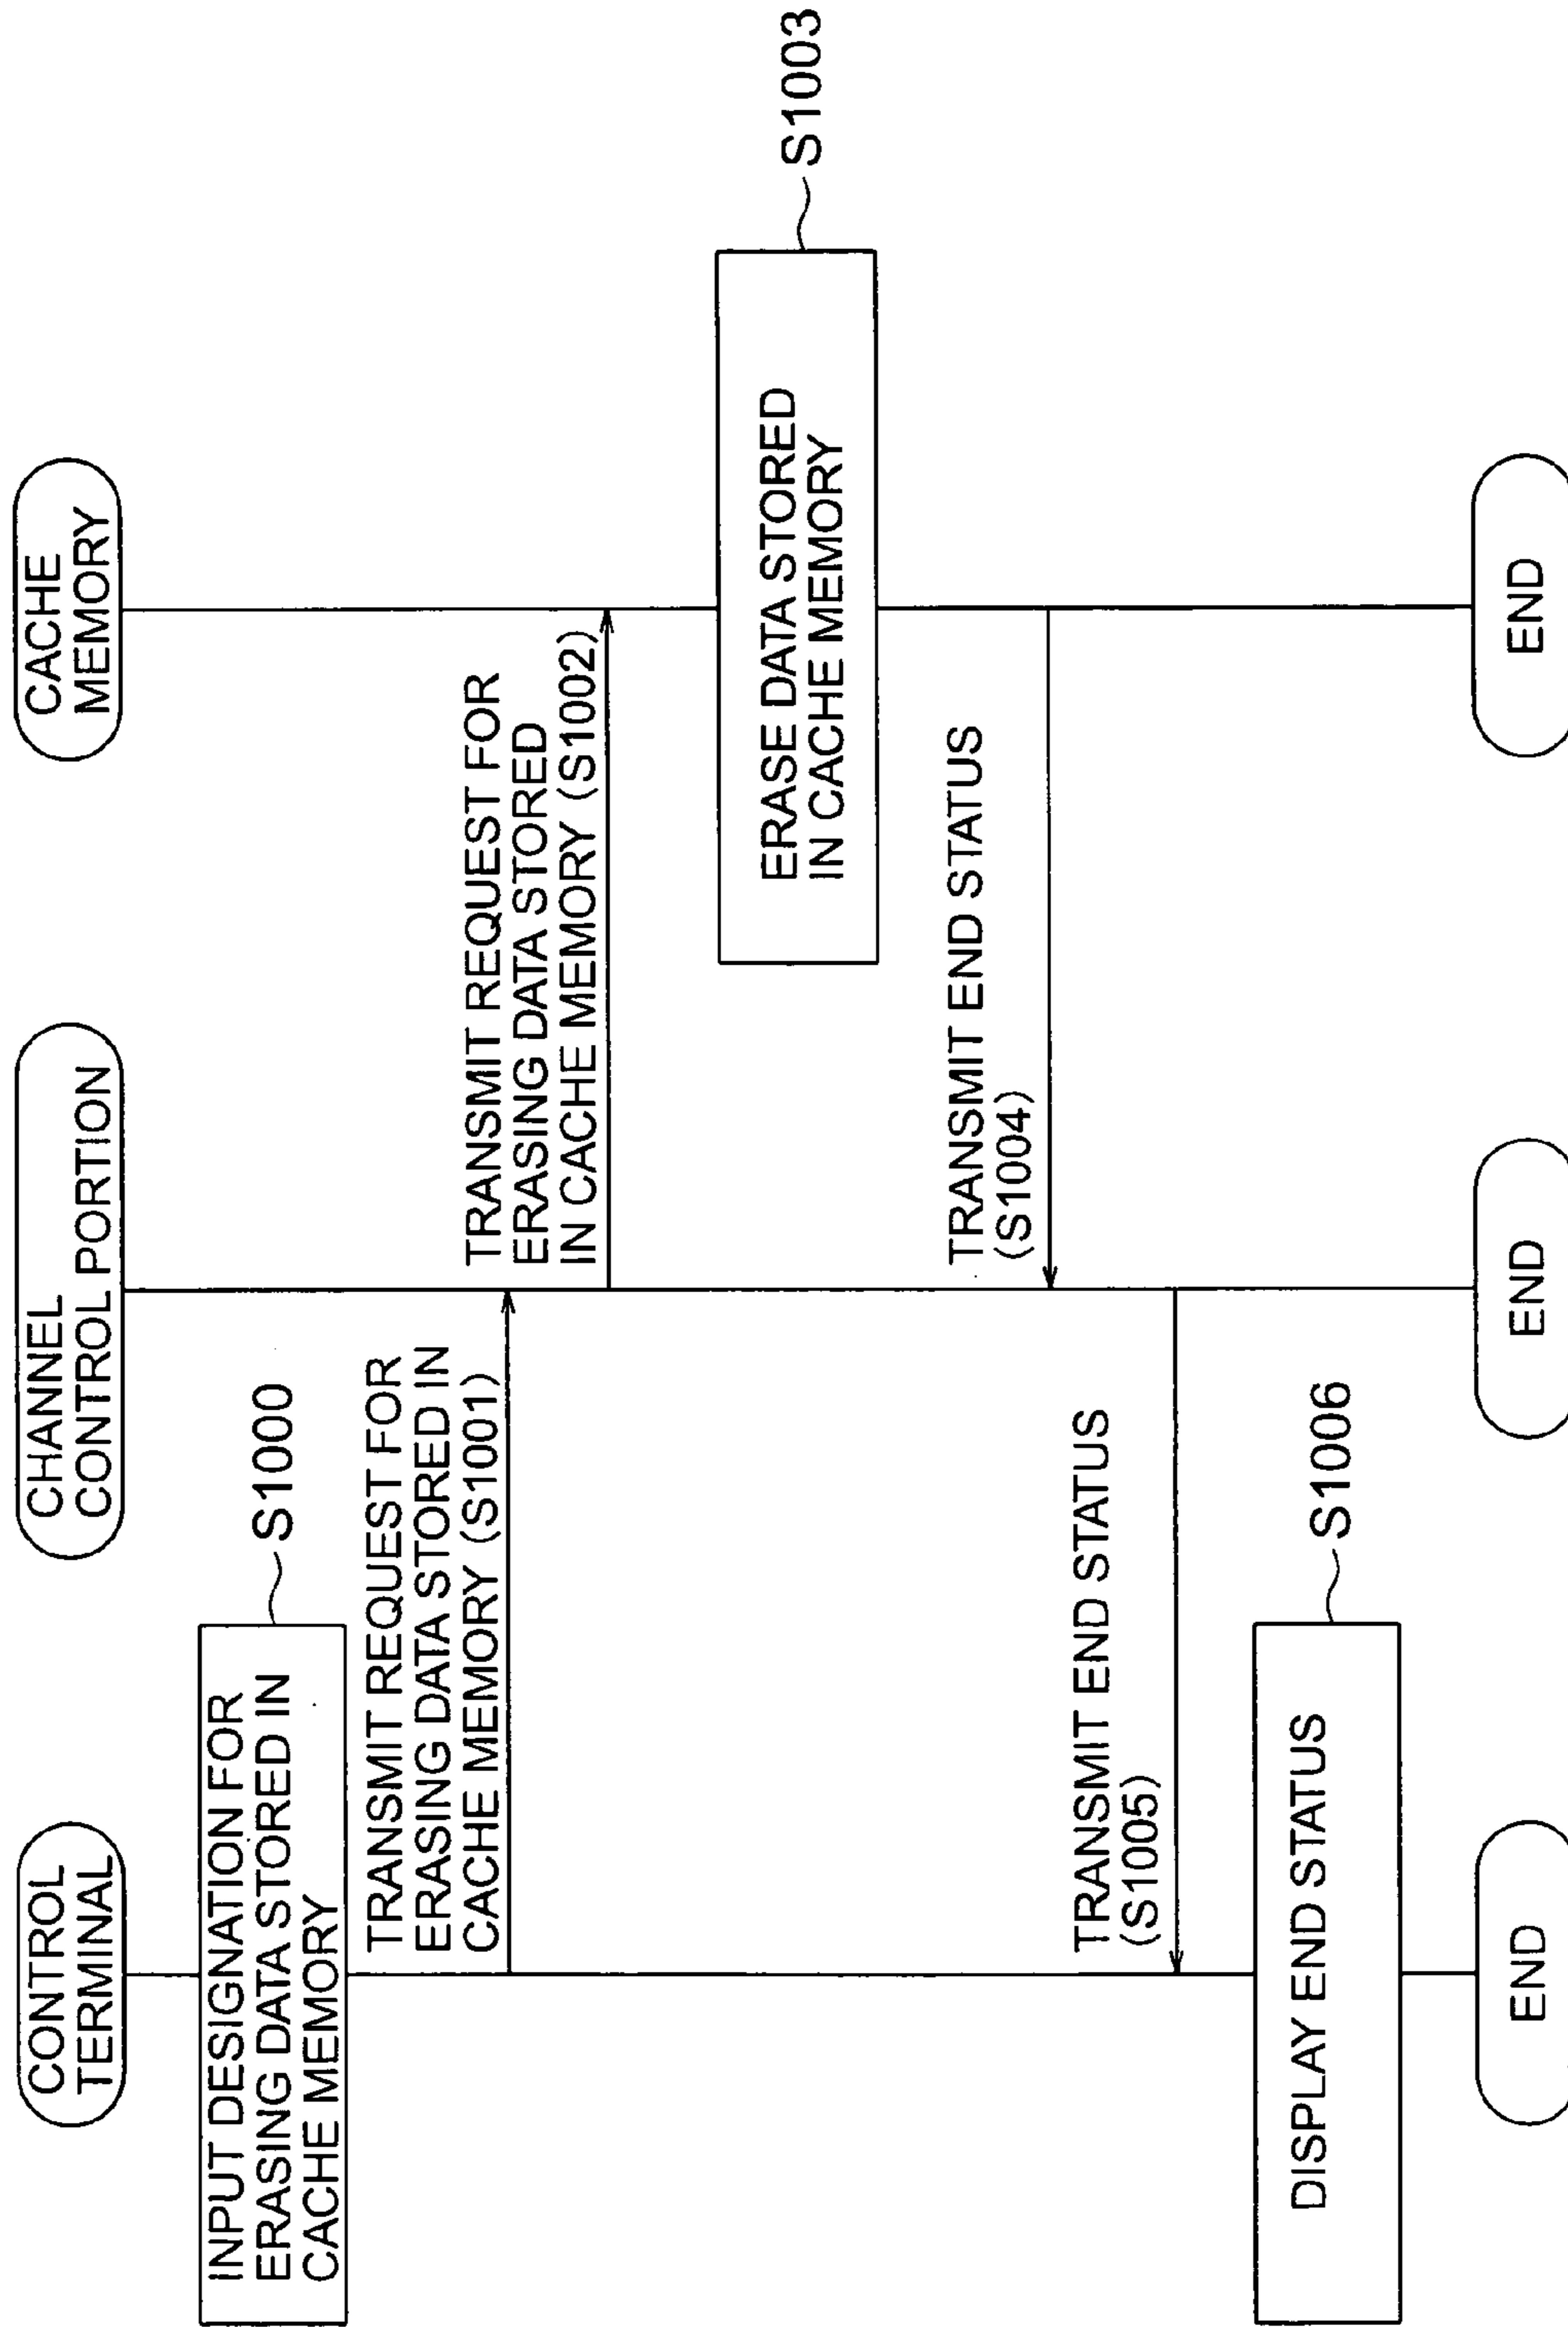 CONTROL
TERMINAL
CHANNEL
CONTROL PORTION
CACHE
MEMORY
INPUT DESIGNATION FOR
ERASING DATA STORED IN
CACHE MEMORY
S1000
TRANSMIT REQUEST FOR
ERASING DATA STORED IN
CACHE MEMORY (S1001)
TRANSMIT REQUEST FOR
ERASING DATA STORED
IN CACHE MEMORY (S1002)
ERASE DATA STORED
IN CACHE MEMORY
S1003
TRANSMIT END STATUS
(S1004)
TRANSMIT END STATUS
(S1005)
DISPLAY END STATUS
S1006
END
END
END